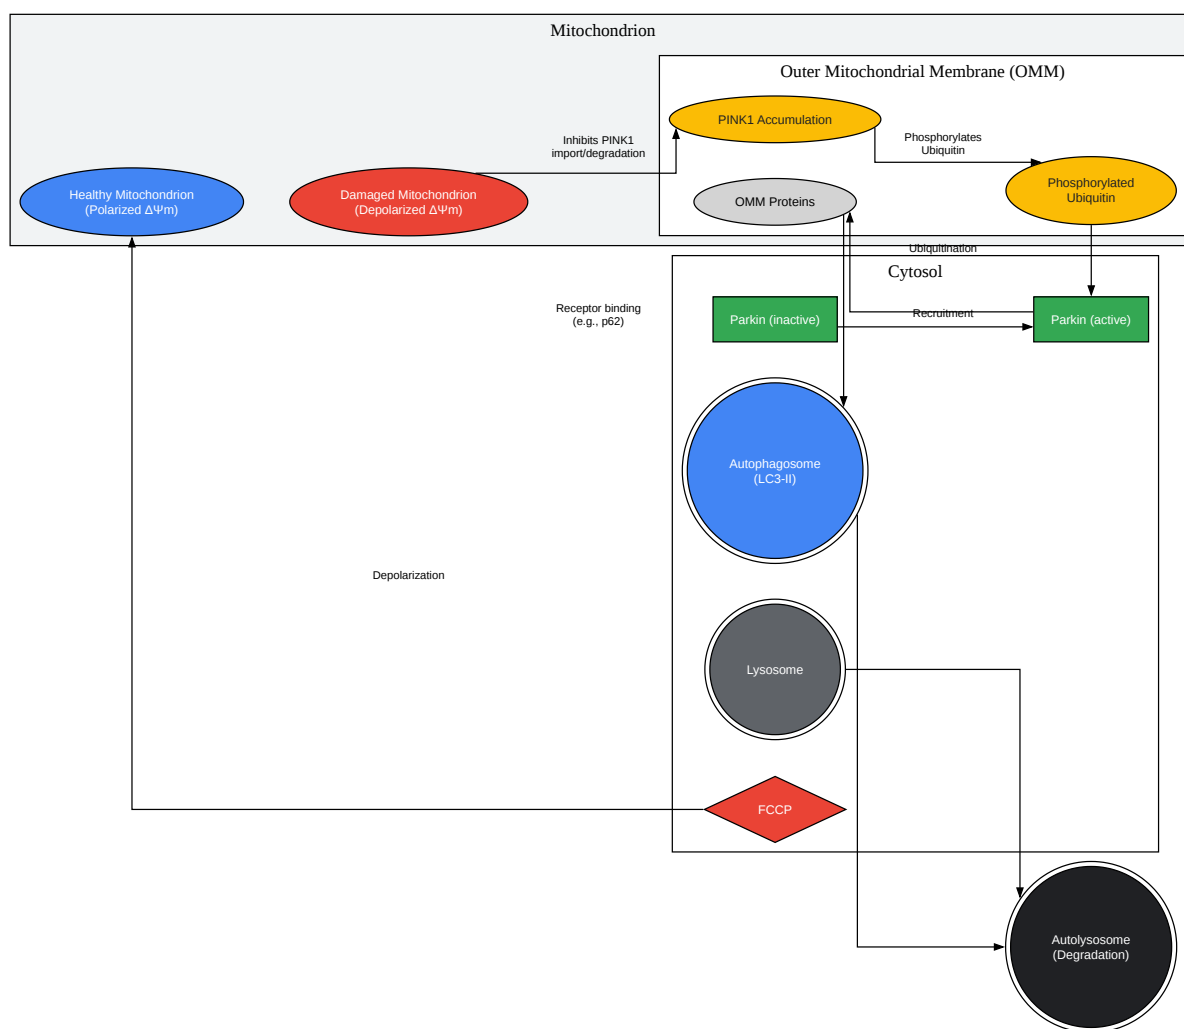 Mitochondrion
Outer Mitochondrial Membrane (OMM)
PINK1 Accumulation
Inhibits PINK1
import/degradation
Phosphorylates
Ubiquitin
Healthy Mitochondrion
(Polarized ΔΨm)
Damaged Mitochondrion
(Depolarized ΔΨm)
OMM Proteins
Phosphorylated
Ubiquitin
Ubiquitination
Cytosol
Receptor binding
(e.g., p62)
Parkin (inactive)
Recruitment
Parkin (active)
Autophagosome
(LC3-II)
Depolarization
Lysosome
FCCP
Autolysosome
(Degradation)